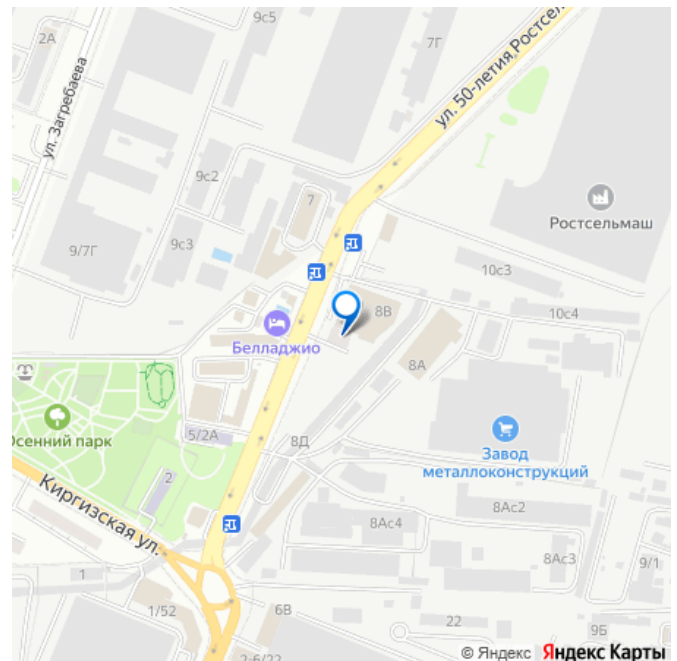 9с5
2А
7Г
ул. 50-летия Ростсел
ул. Загребаева
9с2
7
Ростсельмаш
9/7Г
9с3
10с3
8В
10с4
Белладжио
8А
Осенний парк
5/2А
8Д
Завод
металлоконструкций
2
Киргизская ул.
8Ас2
8Ас4
8Ас3
9/1
1
1/52
6В
22
9Б
2-6/22
© Яндекс Яндекс Карты